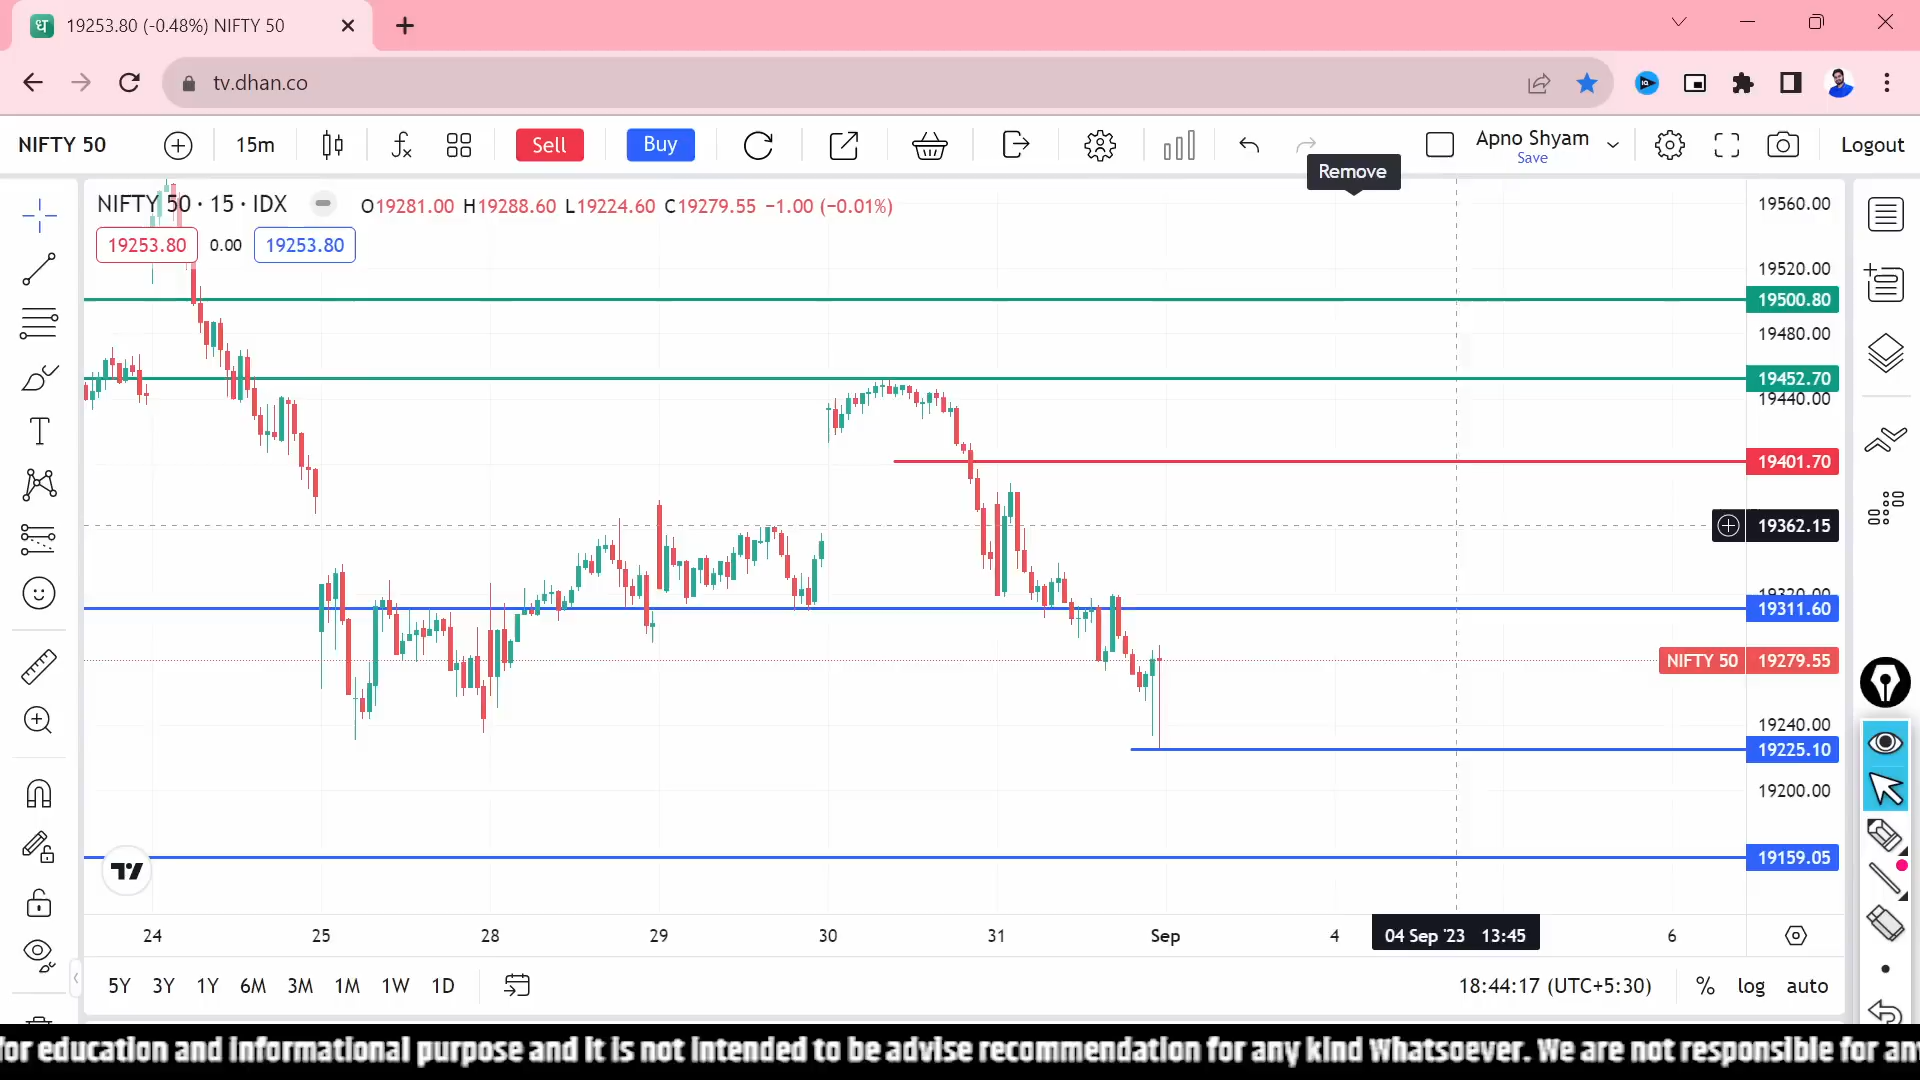 ध 19253.80 (-0.48%) NIFTY 50
tv.dhan.co
NIFTY 50 15m Sell Buy Apno Shyam Save Logout
Remove
NIFTY 50 · 15 · IDX O19281.00 H19288.60 L19224.60 C19279.55 −1.00 (−0.01%)
19253.80 0.00 19253.80
19560.00
19520.00
19500.80
19480.00
19452.70
19440.00
19401.70
19362.15
19311.60
NIFTY 50 19279.55
19240.00
19225.10
19200.00
19159.05
24 25 28 29 30 31 Sep 4 04 Sep '23 13:45 6
5Y 3Y 1Y 6M 3M 1M 1W 1D 18:44:17 (UTC+5:30) % log auto
for education and informational purpose and it is not intended to be advise recommendation for any kind Whatsoever. We are not responsible for any